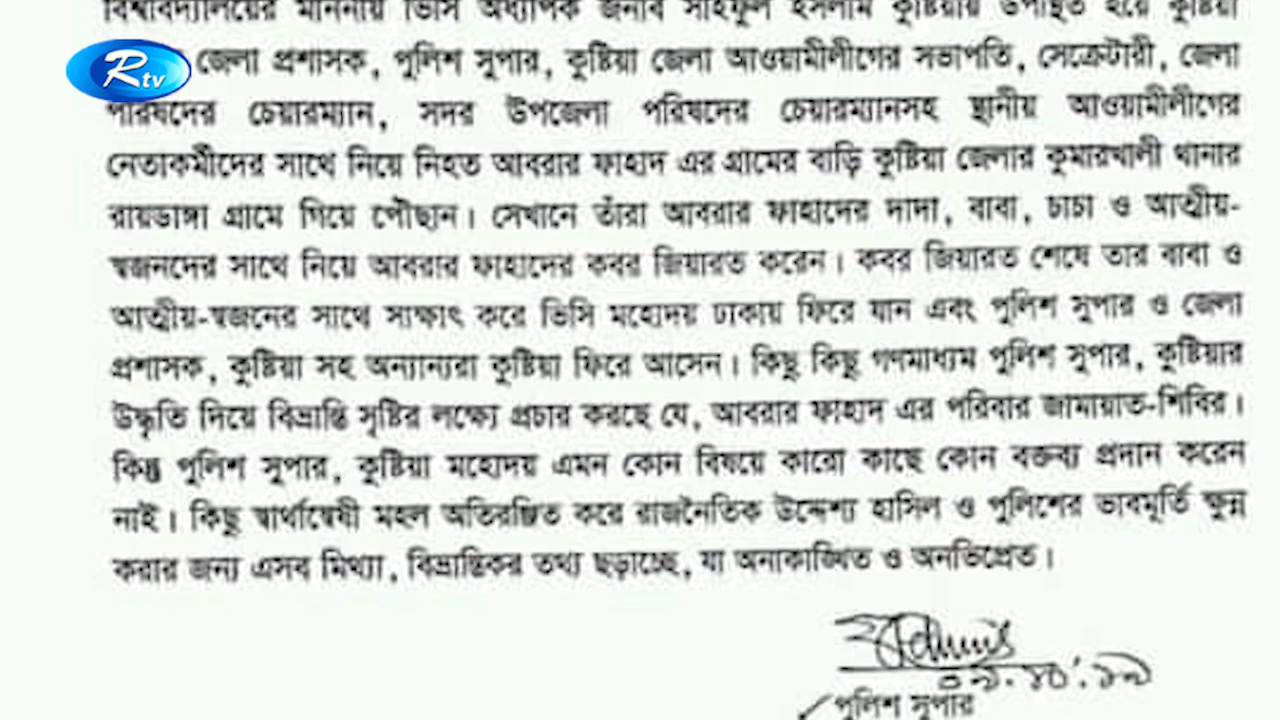 বিশ্ববিদ্যালয়ের মাননীয় ভিসি অধ্যাপক জনাব সাইফুল ইসলাম কুষ্টিয়ায় উপস্থিত হয়ে কুষ্টিয়া
Rtv
জেলা প্রশাসক, পুলিশ সুপার, কুষ্টিয়া জেলা আওয়ামীলীগের সভাপতি, সেক্রেটারী, জেলা
পরিষদের চেয়ারম্যান, সদর উপজেলা পরিষদের চেয়ারম্যানসহ স্থানীয় আওয়ামীলীগের
নেতাকর্মীদের সাথে নিয়ে নিহত আবরার ফাহাদ এর গ্রামের বাড়ি কুষ্টিয়া জেলার কুমারখালী থানার
রায়ডাঙ্গা গ্রামে গিয়ে পৌছান। সেখানে তাঁরা আবরার ফাহাদের দাদা, বাবা, চাচা ও আত্মীয়-
স্বজনদের সাথে নিয়ে আবরার ফাহাদের কবর জিয়ারত করেন। কবর জিয়ারত শেষে তার বাবা ও
আত্মীয়-স্বজনের সাথে সাক্ষাৎ করে ভিসি মহোদয় ঢাকায় ফিরে যান এবং পুলিশ সুপার ও জেলা
প্রশাসক, কুষ্টিয়া সহ অন্যান্যরা কুষ্টিয়া ফিরে আসেন। কিছু কিছু গণমাধ্যম পুলিশ সুপার, কুষ্টিয়ার
উদ্ধৃতি দিয়ে বিভ্রান্তি সৃষ্টির লক্ষ্যে প্রচার করছে যে, আবরার ফাহাদ এর পরিবার জামায়াত-শিবির।
কিন্তু পুলিশ সুপার, কুষ্টিয়া মহোদয় এমন কোন বিষয়ে কারো কাছে কোন বক্তব্য প্রদান করেন
নাই। কিছু স্বার্থান্বেষী মহল অতিরঞ্জিত করে রাজনৈতিক উদ্দেশ্য হাসিল ও পুলিশের ভাবমূর্তি ক্ষুন্ন
করার জন্য এসব মিথ্যা, বিভ্রান্তিকর তথ্য ছড়াচ্ছে, যা অনাকাঙ্খিত ও অনভিপ্রেত।
০৯.১০.১৯
পুলিশ সুপার